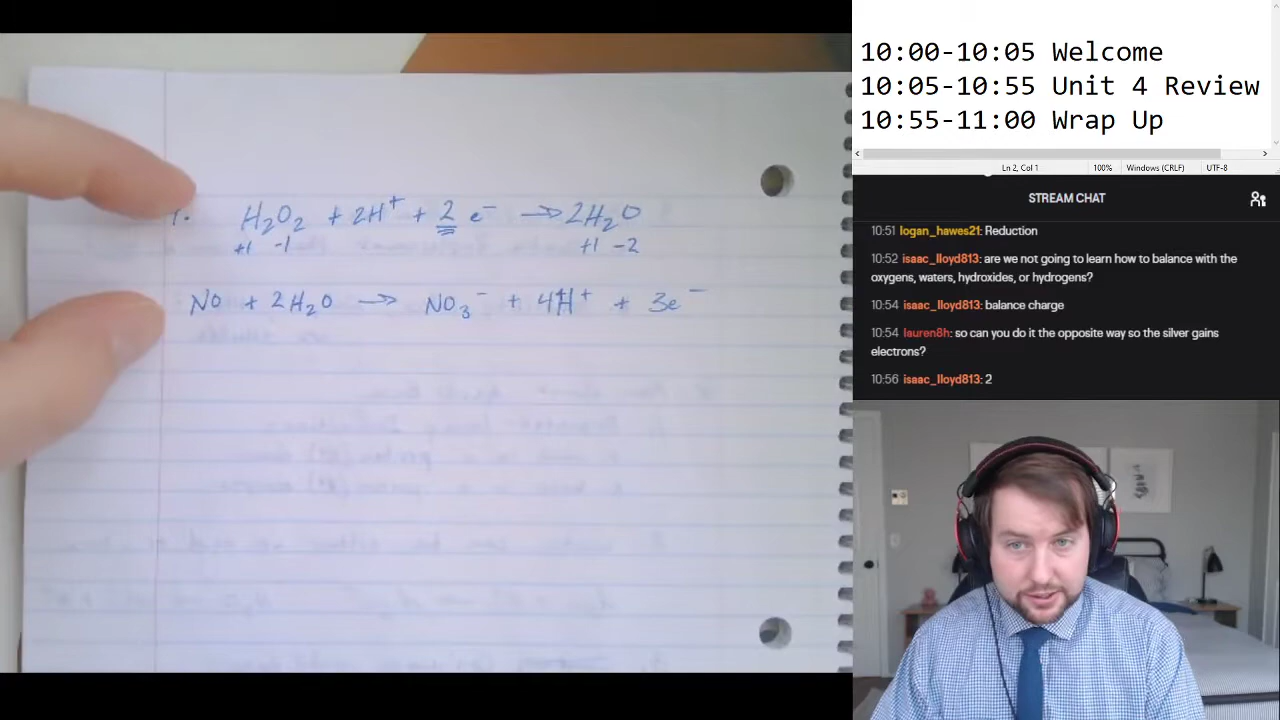 1. H₂O₂ + 2H⁺ + 2 e⁻ → 2H₂O
+1 -1 +1 -2
NO + 2H₂O → NO₃⁻ + 4H⁺ + 3e⁻
10:00-10:05 Welcome
10:05-10:55 Unit 4 Review
10:55-11:00 Wrap Up
Ln 2, Col 1 100% Windows (CRLF) UTF-8
STREAM CHAT
10:51 logan_hawes21: Reduction
10:52 isaac_lloyd813: are we not going to learn how to balance with the
oxygens, waters, hydroxides, or hydrogens?
10:54 isaac_lloyd813: balance charge
10:54 lauren8h: so can you do it the opposite way so the silver gains
electrons?
10:56 isaac_lloyd813: 2